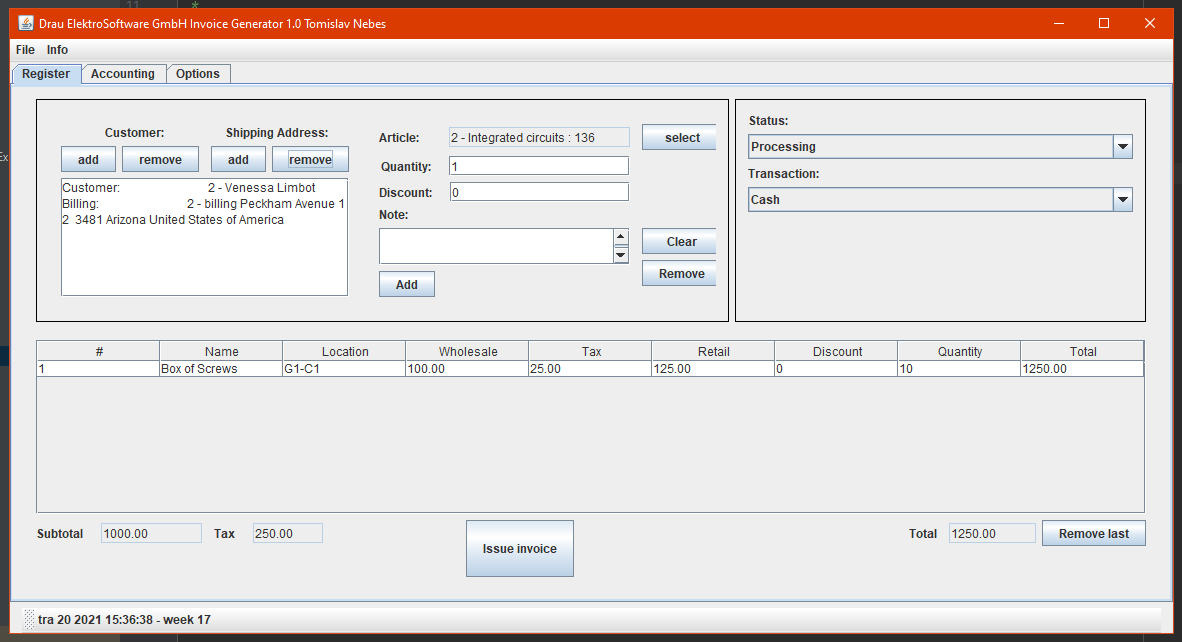 11
*
Drau ElektroSoftware GmbH Invoice Generator 1.0 Tomislav Nebes
File Info
Register Accounting Options
Customer: Shipping Address:
add remove add remove
Customer: 2 - Venessa Limbot
Billing: 2 - billing Peckham Avenue 1
2 3481 Arizona United States of America
Article: 2 - Integrated circuits : 136 select
Quantity: 1
Discount: 0
Note:
Clear
Remove
Add
Status:
Processing
Transaction:
Cash
# Name Location Wholesale Tax Retail Discount Quantity Total
1 Box of Screws G1-C1 100.00 25.00 125.00 0 10 1250.00
Subtotal 1000.00 Tax 250.00 Issue invoice Total 1250.00 Remove last
tra 20 2021 15:36:38 - week 17
Ex